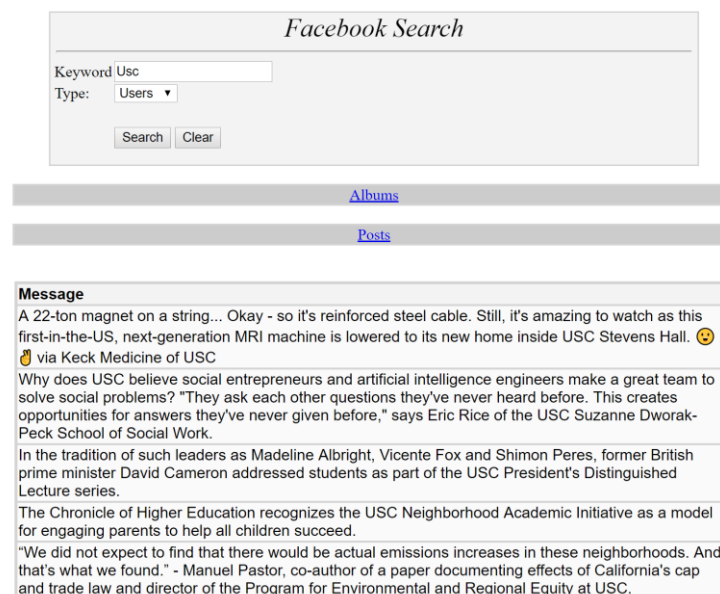 Facebook Search
Keyword Usc
Type: Users ▼
Search Clear
Albums
Posts
Message
A 22-ton magnet on a string... Okay - so it's reinforced steel cable. Still, it's amazing to watch as this
first-in-the-US, next-generation MRI machine is lowered to its new home inside USC Stevens Hall. 😮
✌ via Keck Medicine of USC
Why does USC believe social entrepreneurs and artificial intelligence engineers make a great team to
solve social problems? "They ask each other questions they've never heard before. This creates
opportunities for answers they've never given before," says Eric Rice of the USC Suzanne Dworak-
Peck School of Social Work.
In the tradition of such leaders as Madeline Albright, Vicente Fox and Shimon Peres, former British
prime minister David Cameron addressed students as part of the USC President's Distinguished
Lecture series.
The Chronicle of Higher Education recognizes the USC Neighborhood Academic Initiative as a model
for engaging parents to help all children succeed.
“We did not expect to find that there would be actual emissions increases in these neighborhoods. And
that’s what we found.” - Manuel Pastor, co-author of a paper documenting effects of California's cap
and trade law and director of the Program for Environmental and Regional Equity at USC.